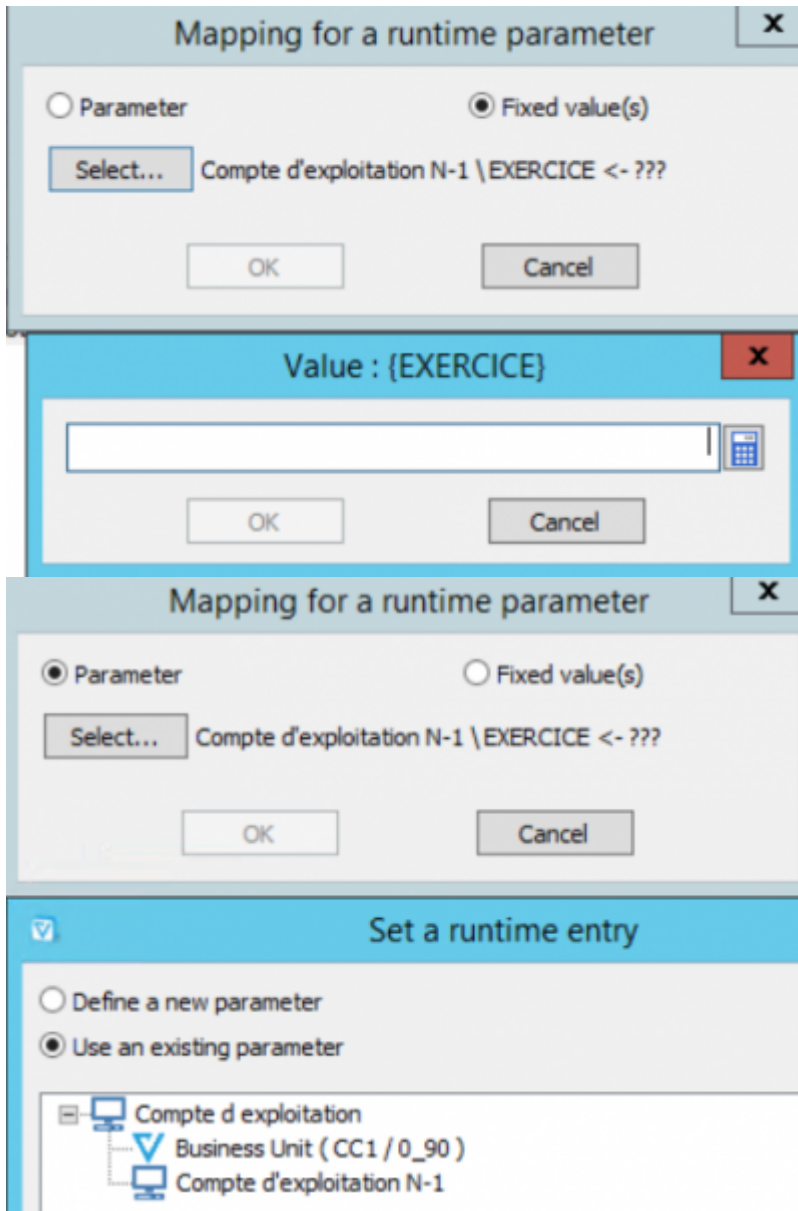 Mapping for a runtime parameter
Parameter Fixed value(s)
Select... Compte d'exploitation N-1 \ EXERCICE <- ???
OK Cancel
Value : {EXERCICE}
OK Cancel
Mapping for a runtime parameter
Parameter Fixed value(s)
Select... Compte d'exploitation N-1 \ EXERCICE <- ???
OK Cancel
Set a runtime entry
Define a new parameter
Use an existing parameter
Compte d exploitation
Business Unit ( CC1 / 0_90 )
Compte d'exploitation N-1